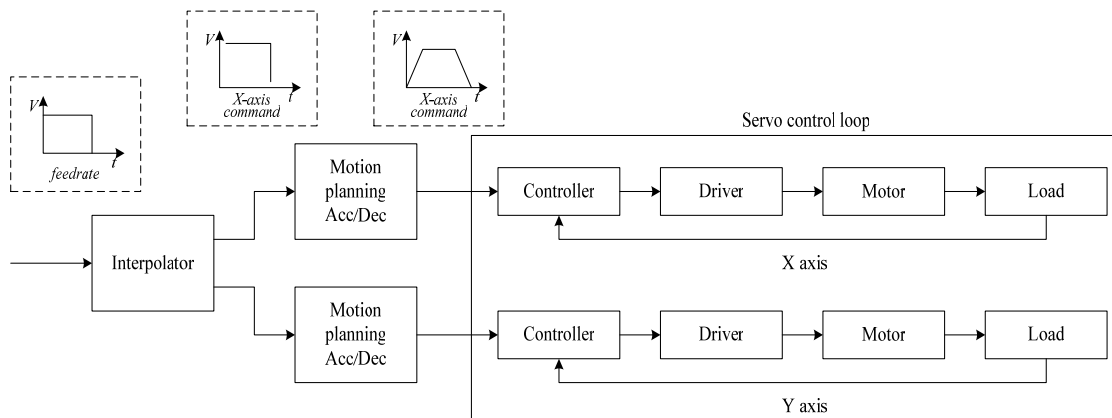 V
t
feedrate
V
t
X-axis
command
V
t
X-axis
command
Servo control loop
Interpolator
Motion
planning
Acc/Dec
Controller
Driver
Motor
Load
X axis
Motion
planning
Acc/Dec
Controller
Driver
Motor
Load
Y axis